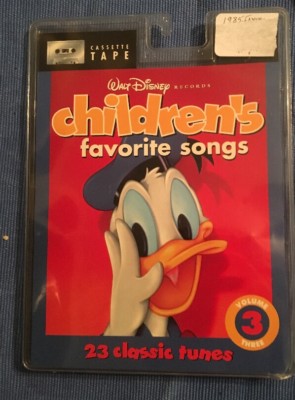 CASSETTE
TAPE
WALT DISNEY RECORDS
children's
favorite songs
VOLUME
3
THREE
23 classic tunes